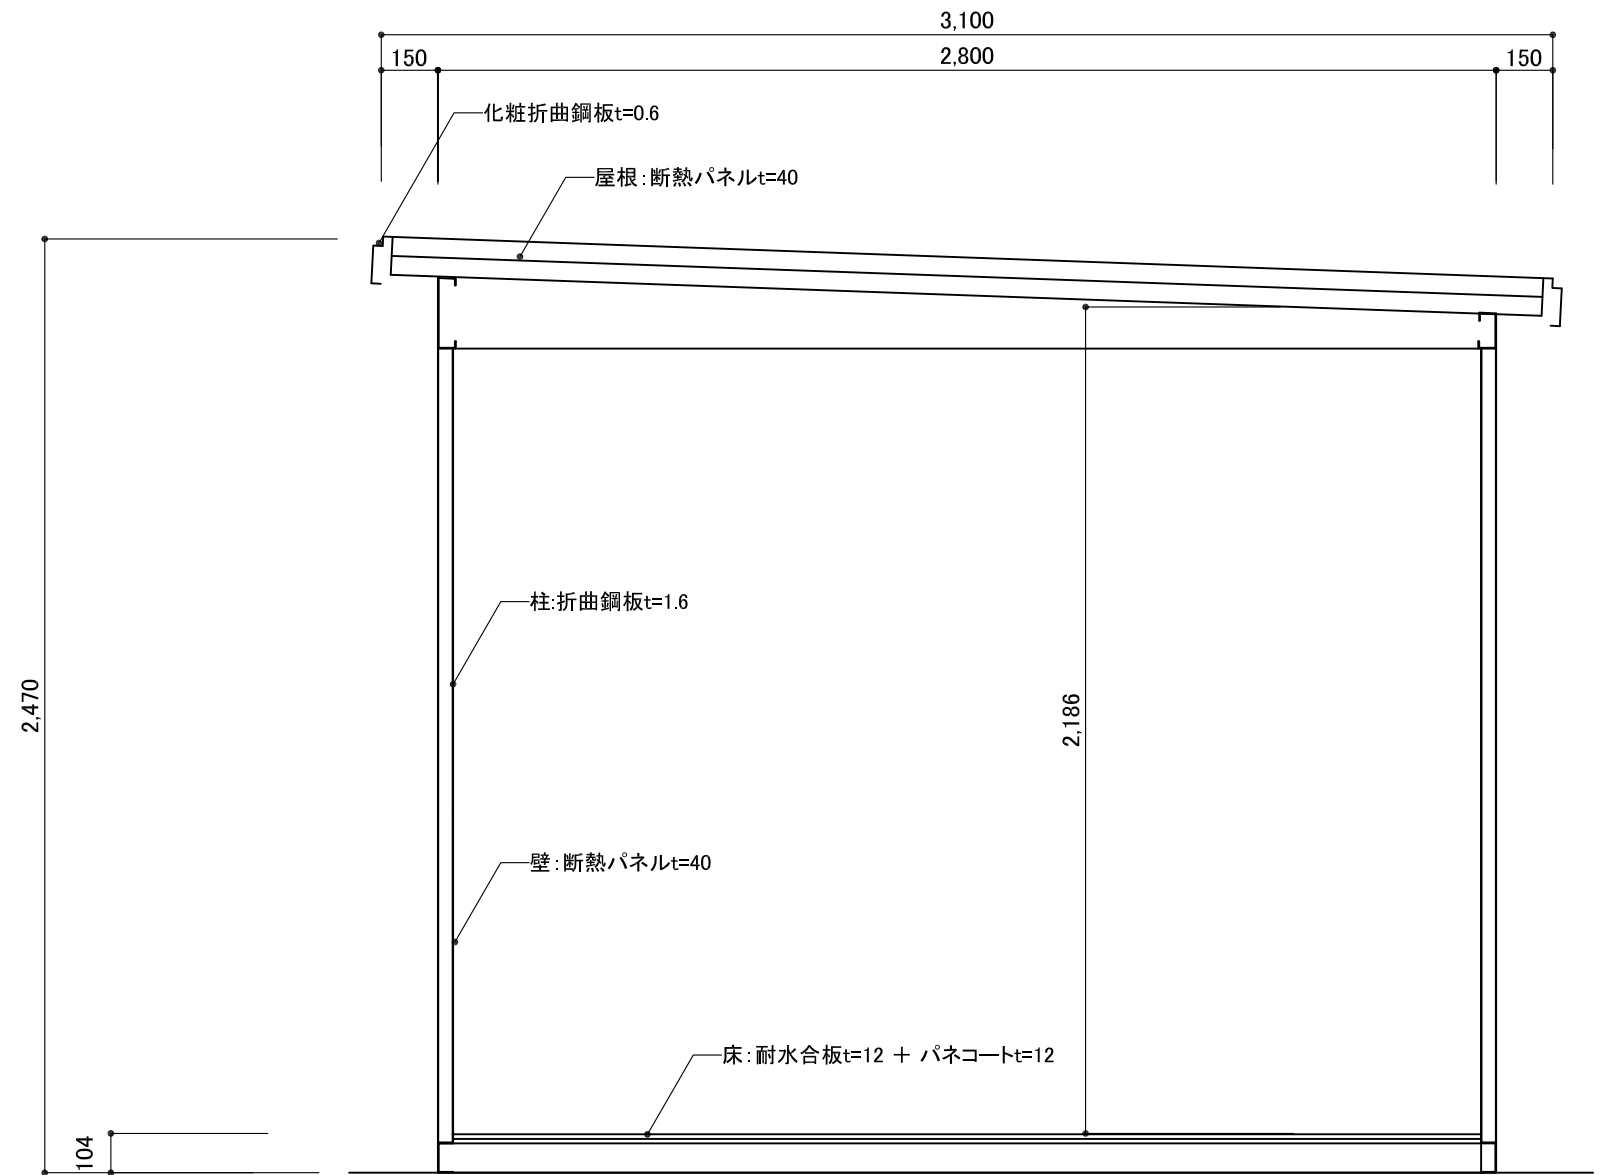 3,100
150 2,800 150
化粧折曲鋼板t=0.6
屋根：断熱パネルt=40
柱:折曲鋼板t=1.6
2,470
2,186
壁：断熱パネルt=40
床：耐水合板t=12 ＋ パネコートt=12
104